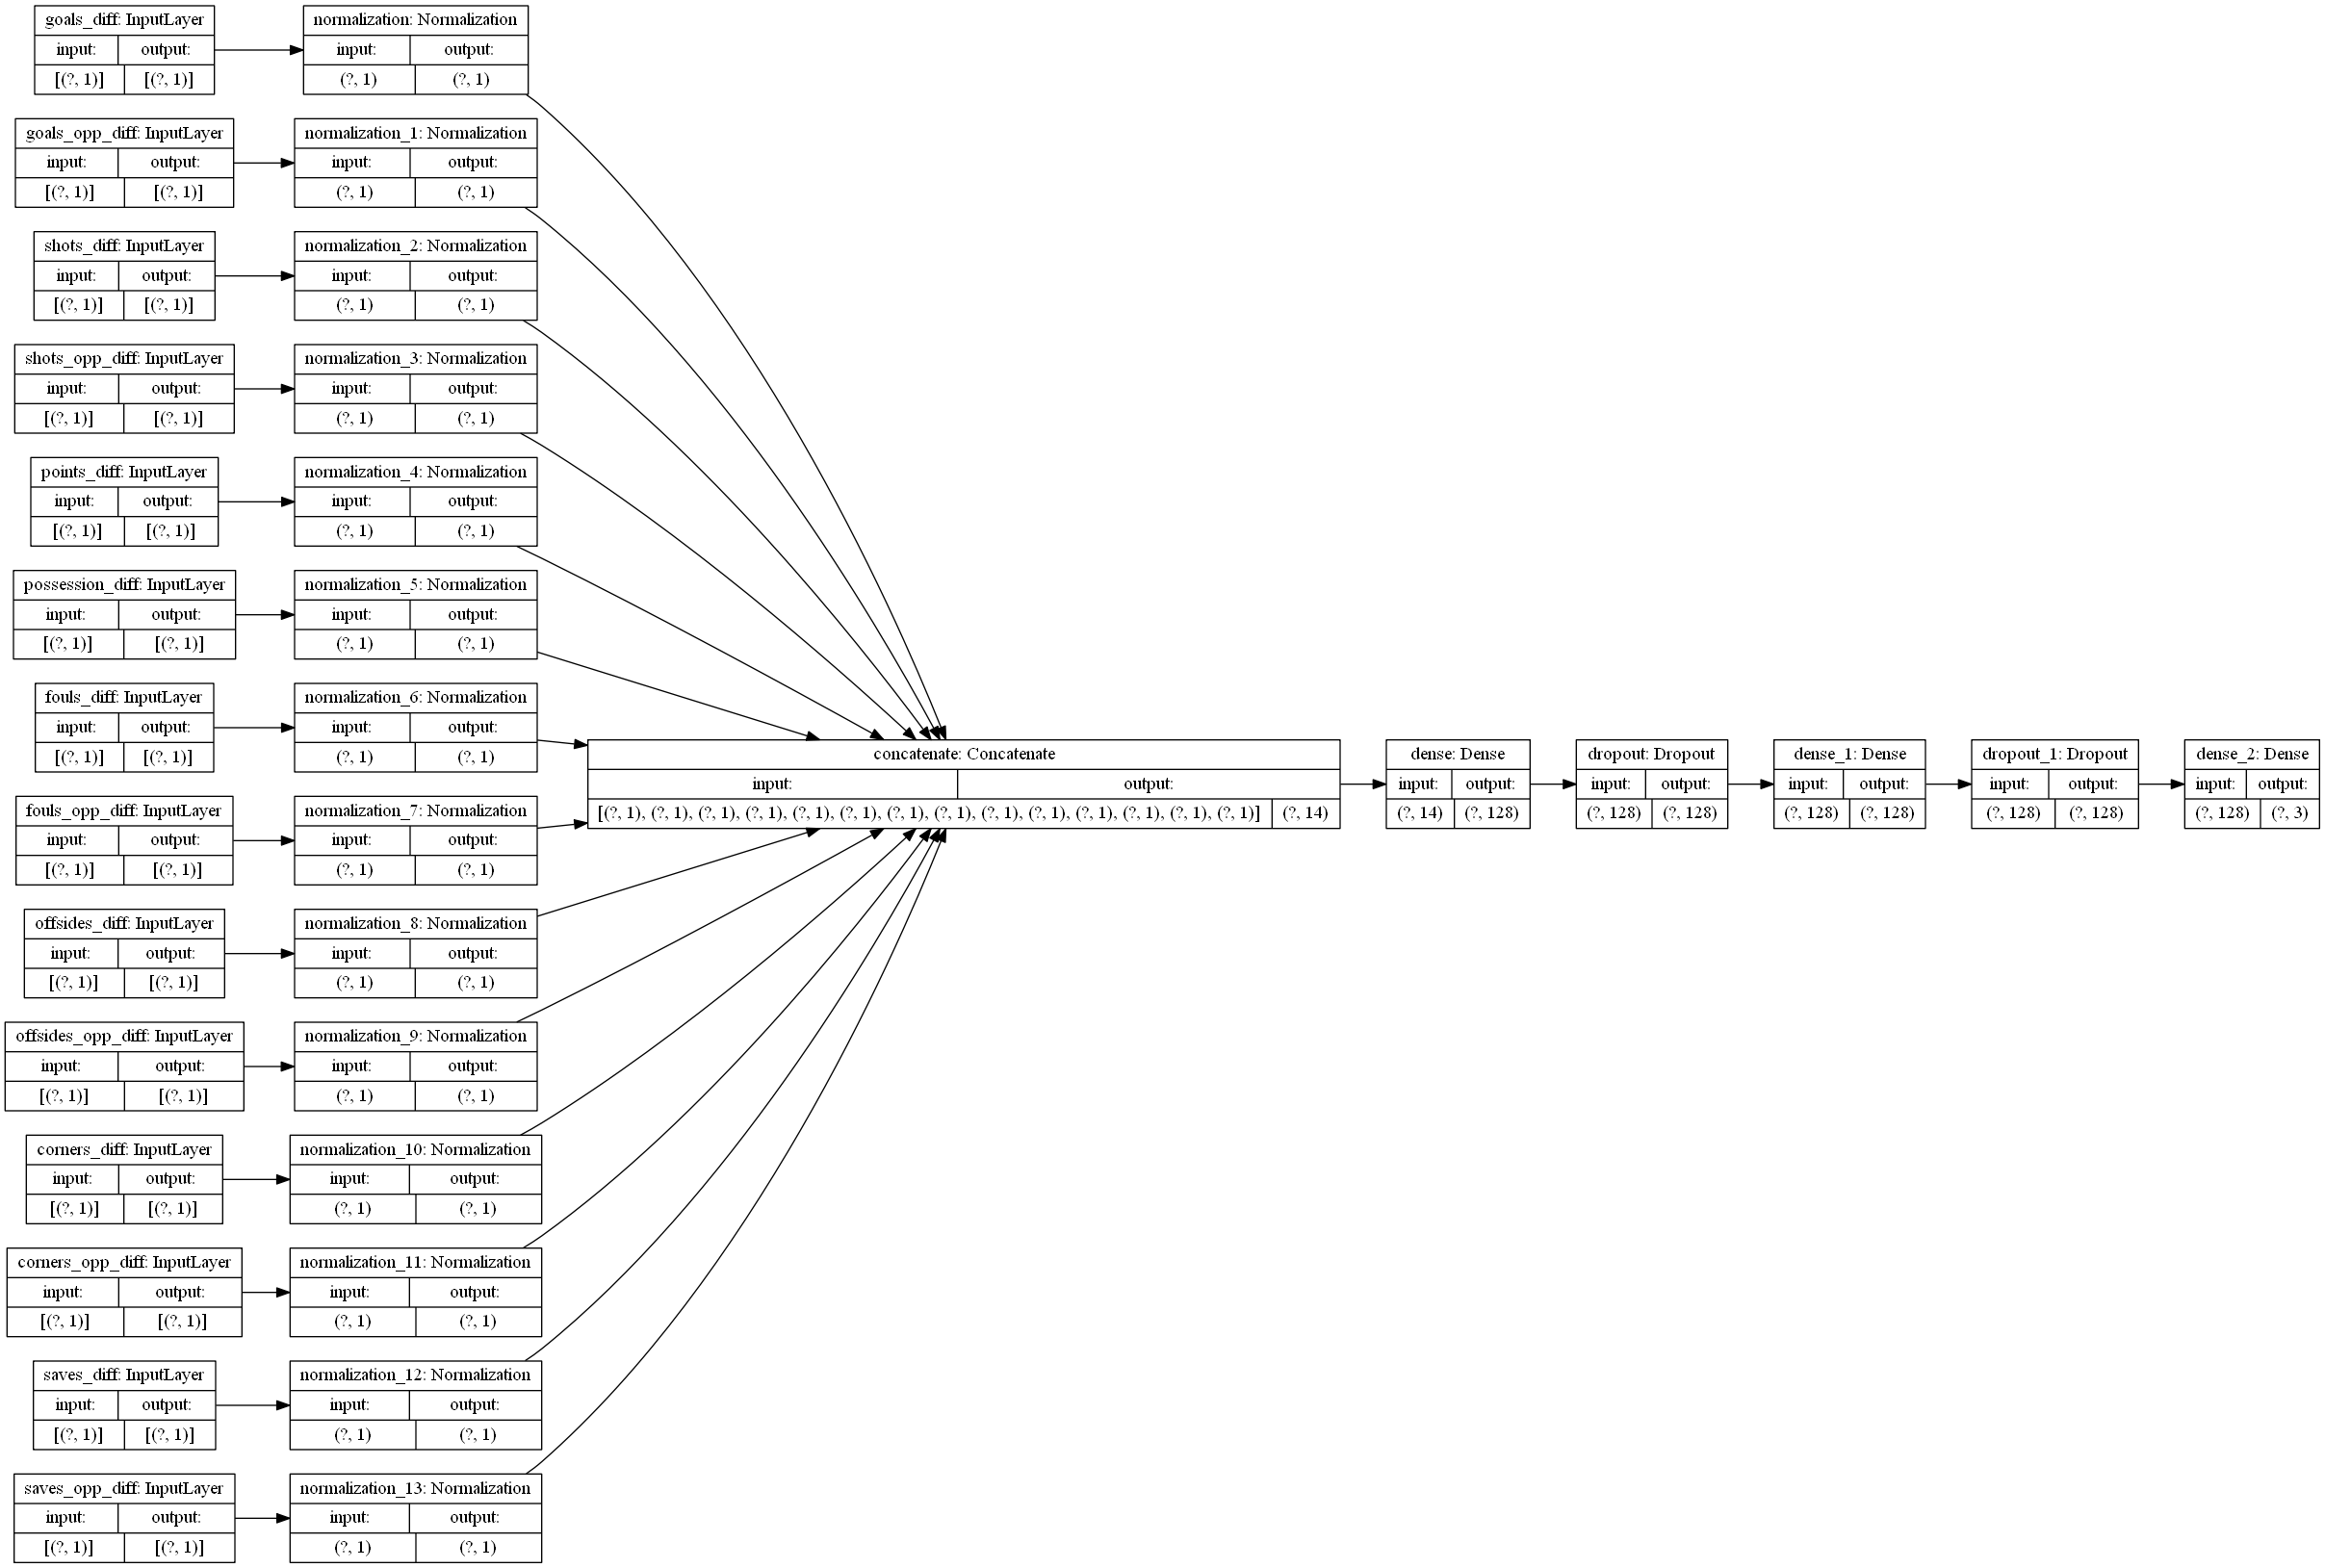 goals_diff: InputLayer
input: output:
[(?, 1)] [(?, 1)]
normalization: Normalization
input: output:
(?, 1) (?, 1)
goals_opp_diff: InputLayer
input: output:
[(?, 1)] [(?, 1)]
normalization_1: Normalization
input: output:
(?, 1) (?, 1)
shots_diff: InputLayer
input: output:
[(?, 1)] [(?, 1)]
normalization_2: Normalization
input: output:
(?, 1) (?, 1)
shots_opp_diff: InputLayer
input: output:
[(?, 1)] [(?, 1)]
normalization_3: Normalization
input: output:
(?, 1) (?, 1)
points_diff: InputLayer
input: output:
[(?, 1)] [(?, 1)]
normalization_4: Normalization
input: output:
(?, 1) (?, 1)
possession_diff: InputLayer
input: output:
[(?, 1)] [(?, 1)]
normalization_5: Normalization
input: output:
(?, 1) (?, 1)
fouls_diff: InputLayer
input: output:
[(?, 1)] [(?, 1)]
normalization_6: Normalization
input: output:
(?, 1) (?, 1)
fouls_opp_diff: InputLayer
input: output:
[(?, 1)] [(?, 1)]
normalization_7: Normalization
input: output:
(?, 1) (?, 1)
offsides_diff: InputLayer
input: output:
[(?, 1)] [(?, 1)]
normalization_8: Normalization
input: output:
(?, 1) (?, 1)
offsides_opp_diff: InputLayer
input: output:
[(?, 1)] [(?, 1)]
normalization_9: Normalization
input: output:
(?, 1) (?, 1)
corners_diff: InputLayer
input: output:
[(?, 1)] [(?, 1)]
normalization_10: Normalization
input: output:
(?, 1) (?, 1)
corners_opp_diff: InputLayer
input: output:
[(?, 1)] [(?, 1)]
normalization_11: Normalization
input: output:
(?, 1) (?, 1)
saves_diff: InputLayer
input: output:
[(?, 1)] [(?, 1)]
normalization_12: Normalization
input: output:
(?, 1) (?, 1)
saves_opp_diff: InputLayer
input: output:
[(?, 1)] [(?, 1)]
normalization_13: Normalization
input: output:
(?, 1) (?, 1)
concatenate: Concatenate
input: output:
[(?, 1), (?, 1), (?, 1), (?, 1), (?, 1), (?, 1), (?, 1), (?, 1), (?, 1), (?, 1), (?, 1), (?, 1), (?, 1), (?, 1)] (?, 14)
dense: Dense
input: output:
(?, 14) (?, 128)
dropout: Dropout
input: output:
(?, 128) (?, 128)
dense_1: Dense
input: output:
(?, 128) (?, 128)
dropout_1: Dropout
input: output:
(?, 128) (?, 128)
dense_2: Dense
input: output:
(?, 128) (?, 3)